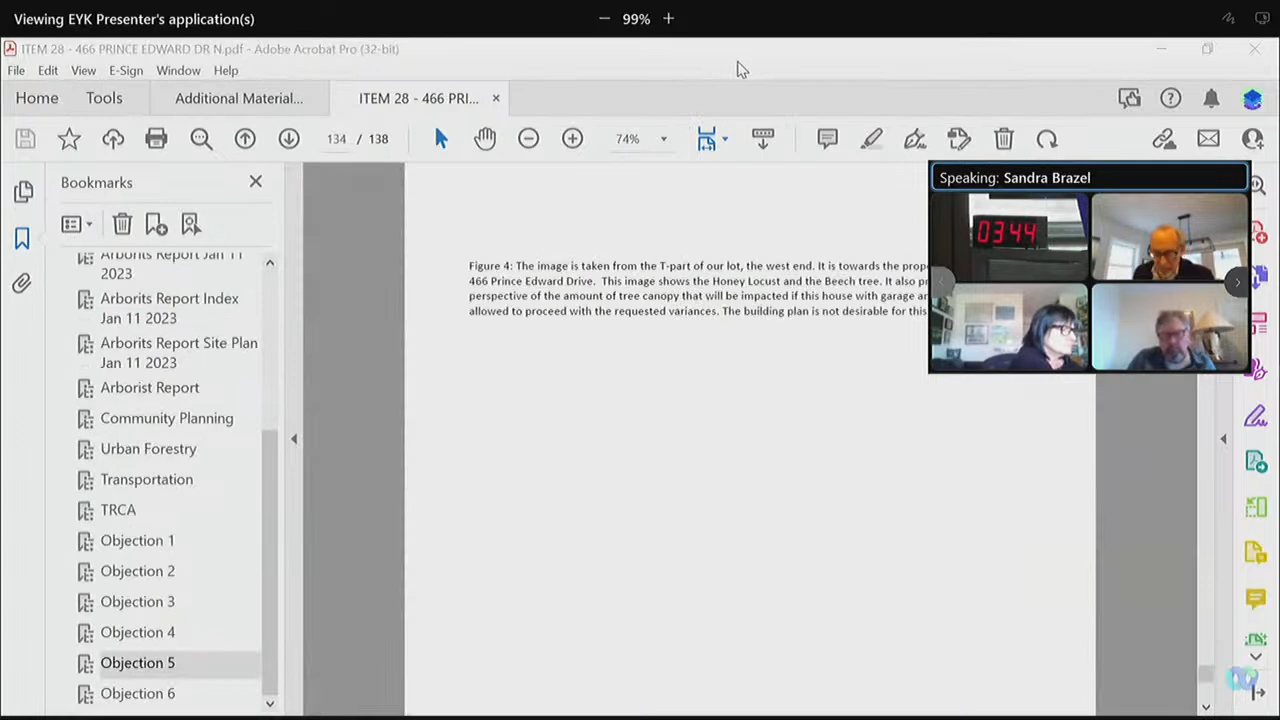 Viewing EYK Presenter's application(s)
99%
ITEM 28 - 466 PRINCE EDWARD DR N.pdf - Adobe Acrobat Pro (32-bit)
File Edit View E-Sign Window Help
Home Tools Additional Material... ITEM 28 - 466 PRI...
134 / 138 74%
Bookmarks
Speaking: Sandra Brazel
0344
Arborits Report Jan 11
2023
Arborits Report Index
Jan 11 2023
Arborits Report Site Plan
Jan 11 2023
Arborist Report
Community Planning
Urban Forestry
Transportation
TRCA
Objection 1
Objection 2
Objection 3
Objection 4
Objection 5
Objection 6
Figure 4: The image is taken from the T-part of our lot, the west end. It is towards the
466 Prince Edward Drive. This image shows the Honey Locust and the Beech tree. It also
perspective of the amount of tree canopy that will be impacted if this house with garage
allowed to proceed with the requested variances. The building plan is not desirable for this